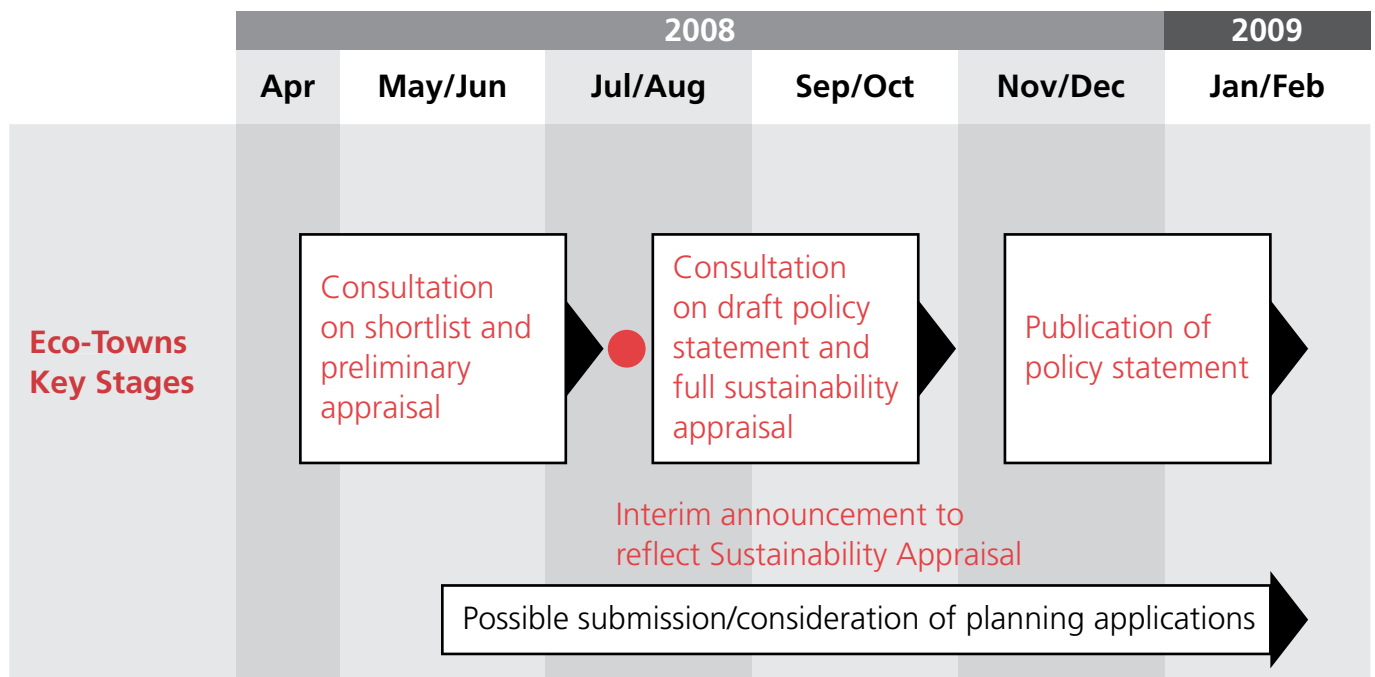 2008
2009
Apr
May/Jun
Jul/Aug
Sep/Oct
Nov/Dec
Jan/Feb
Eco-Towns
Key Stages
Consultation
on shortlist and
preliminary
appraisal
Consultation
on draft policy
statement and
full sustainability
appraisal
Publication of
policy statement
Interim announcement to
reflect Sustainability Appraisal
Possible submission/consideration of planning applications